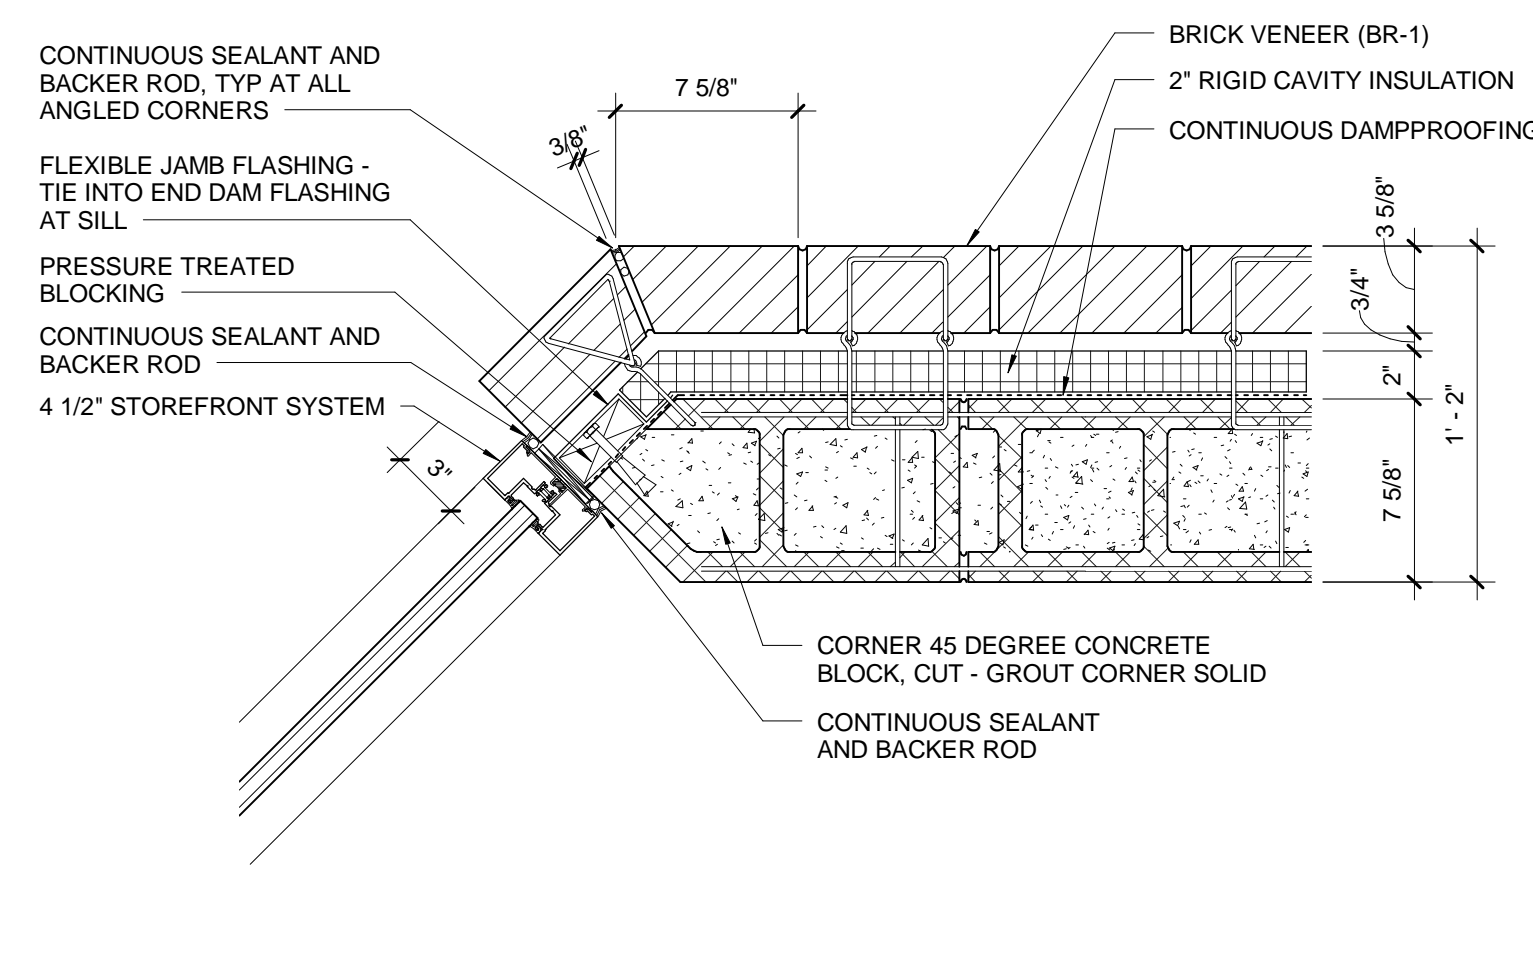 CONTINUOUS SEALANT AND
BACKER ROD, TYP AT ALL
ANGLED CORNERS
FLEXIBLE JAMB FLASHING -
TIE INTO END DAM FLASHING
AT SILL
PRESSURE TREATED
BLOCKING
CONTINUOUS SEALANT AND
BACKER ROD
4 1/2" STOREFRONT SYSTEM
3"
3/8"
7 5/8"
BRICK VENEER (BR-1)
2" RIGID CAVITY INSULATION
CONTINUOUS DAMPPROOFING
3 5/8"
3/4"
2"
7 5/8"
1' - 2"
CORNER 45 DEGREE CONCRETE
BLOCK, CUT - GROUT CORNER SOLID
CONTINUOUS SEALANT
AND BACKER ROD